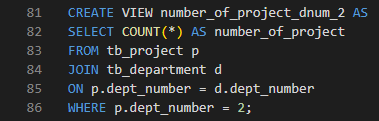 81 CREATE VIEW number_of_project_dnum_2 AS
82 SELECT COUNT(*) AS number_of_project
83 FROM tb_project p
84 JOIN tb_department d
85 ON p.dept_number = d.dept_number
86 WHERE p.dept_number = 2;